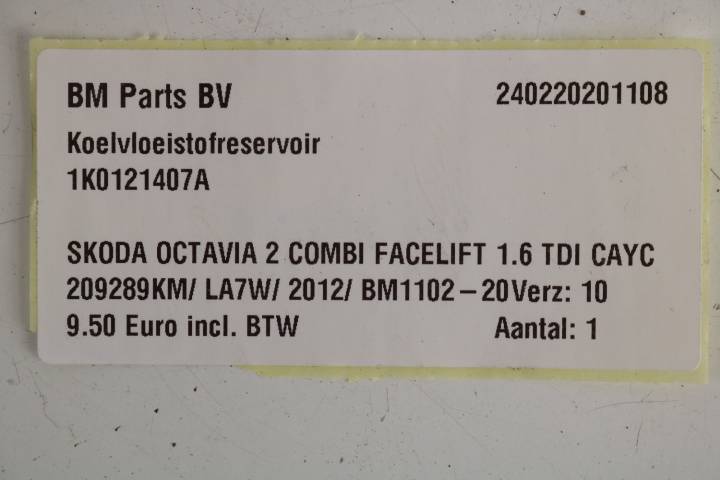 BM Parts BV 240220201108
Koelvloeistofreservoir
1K0121407A
SKODA OCTAVIA 2 COMBI FACELIFT 1.6 TDI CAYC
209289KM/ LA7W/ 2012/ BM1102-20Verz: 10
9.50 Euro incl. BTW Aantal: 1